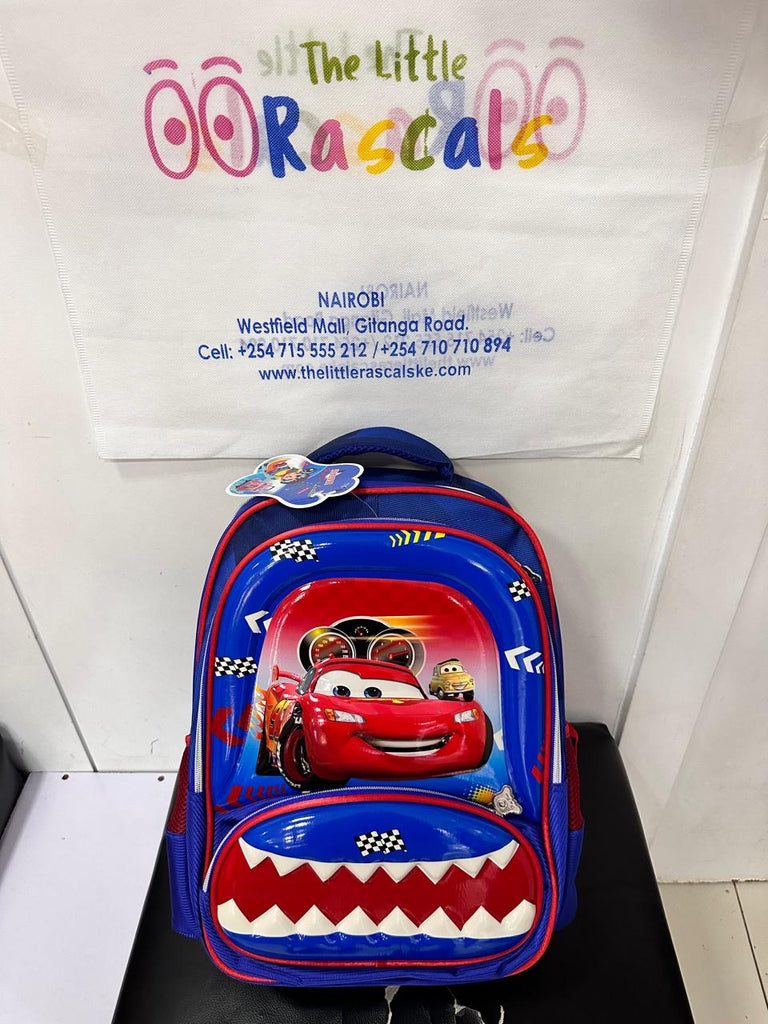 The Little
Rascals
NAIROBI
Westfield Mall, Gitanga Road.
Cell: +254 715 555 212 /+254 710 710 894
www.thelittlerascalske.com